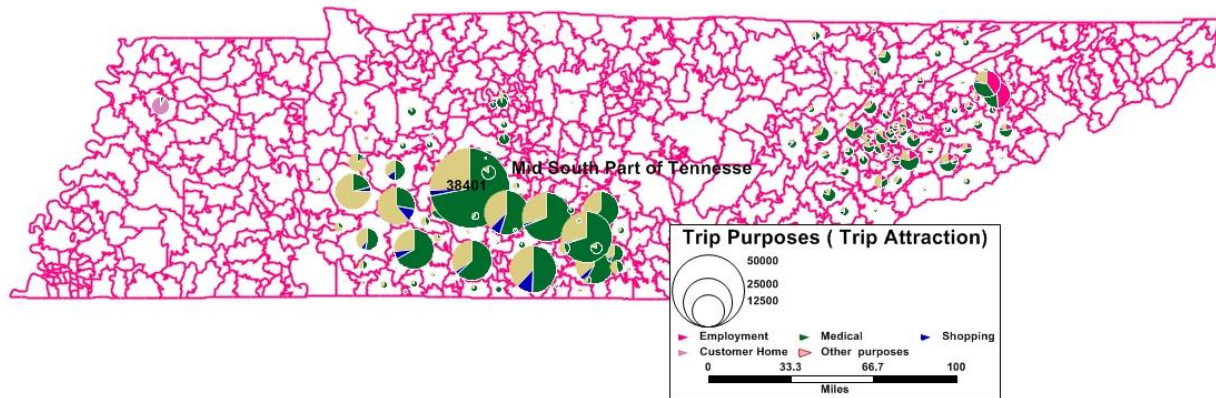 Mid South Part of Tennesse
38401
Trip Purposes ( Trip Attraction)
50000
25000
12500
Employment Medical Shopping
Customer Home Other purposes
0 33.3 66.7 100
Miles